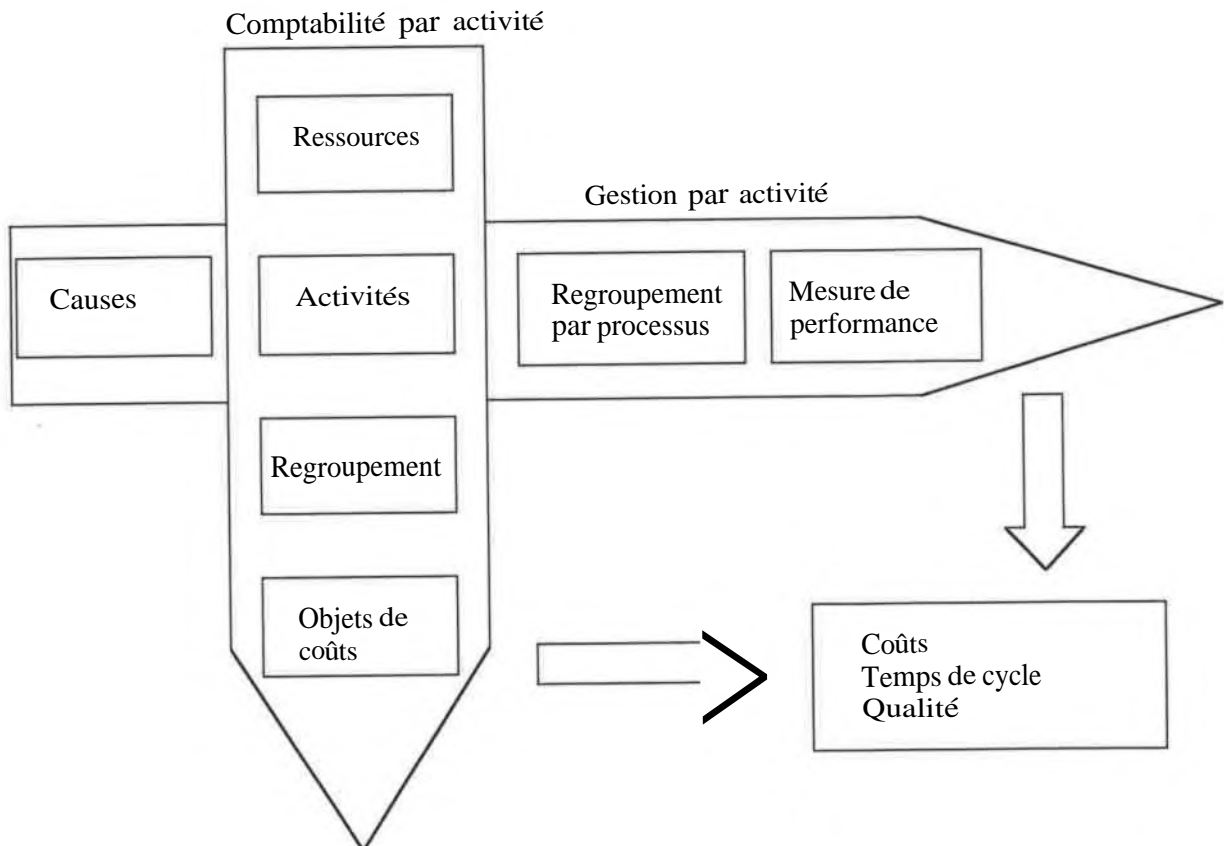 Comptabilité par activité
Ressources
Gestion par activité
Causes
Activités
Regroupement
par processus
Mesure de
performance
Regroupement
Objets de
coûts
Coûts
Temps de cycle
Qualité